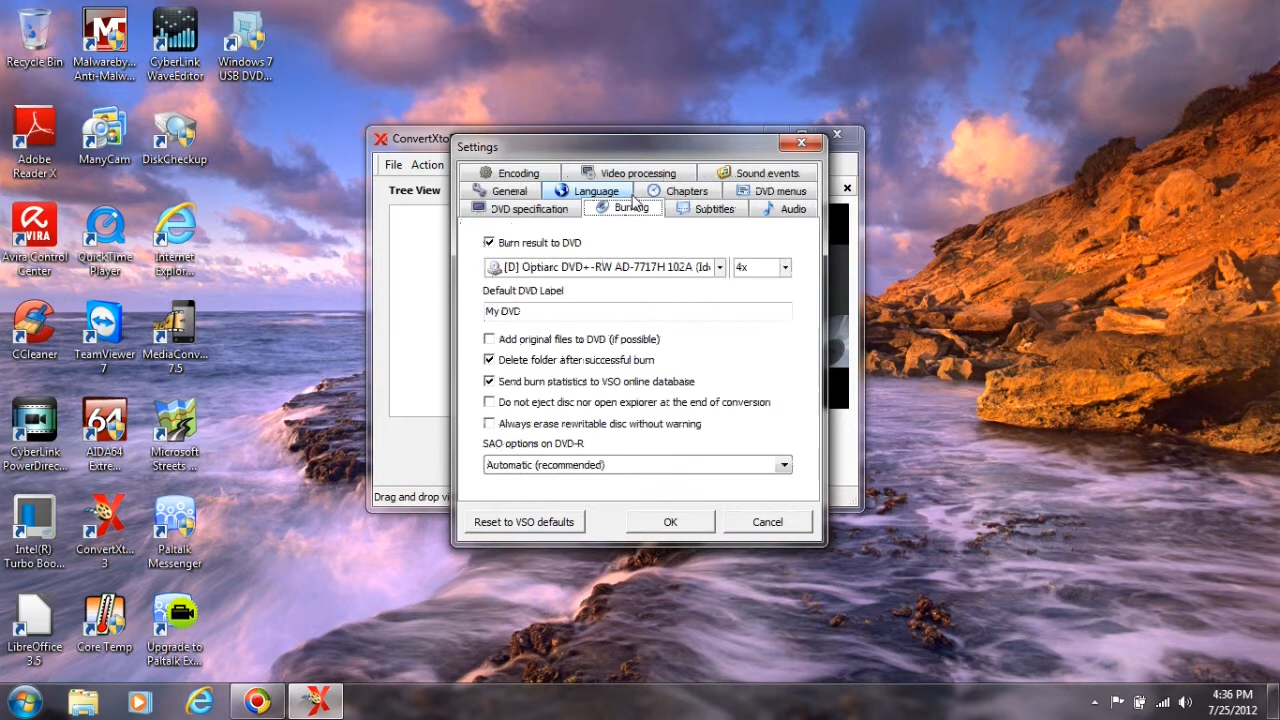 Recycle Bin
Malwareby...
Anti-Malw...
CyberLink
WaveEditor
Windows 7
USB DVD...
Adobe
Reader X
ManyCam
DiskCheckup
Avira Control
Center
QuickTime
Player
Internet
Explor...
CCleaner
TeamViewer
7
MediaConv...
7.5
CyberLink
PowerDirec...
AIDA64
Extre...
Microsoft
Streets ...
Intel(R)
Turbo Boo...
ConvertXt...
3
Paltalk
Messenger
LibreOffice
3.5
Core Temp
Upgrade to
Paltalk Ex...
ConvertXto
File Action
Tree View
Drag and drop vi
Settings
Encoding Video processing Sound events
General Language Chapters DVD menus
DVD specification Burning Subtitles Audio
Burn result to DVD
[D] Optiarc DVD+-RW AD-7717H 102A (Id 4x
Default DVD Label
My DVD
Add original files to DVD (if possible)
Delete folder after successful burn
Send burn statistics to VSO online database
Do not eject disc nor open explorer at the end of conversion
Always erase rewritable disc without warning
SAO options on DVD-R
Automatic (recommended)
Reset to VSO defaults OK Cancel
4:36 PM
7/25/2012